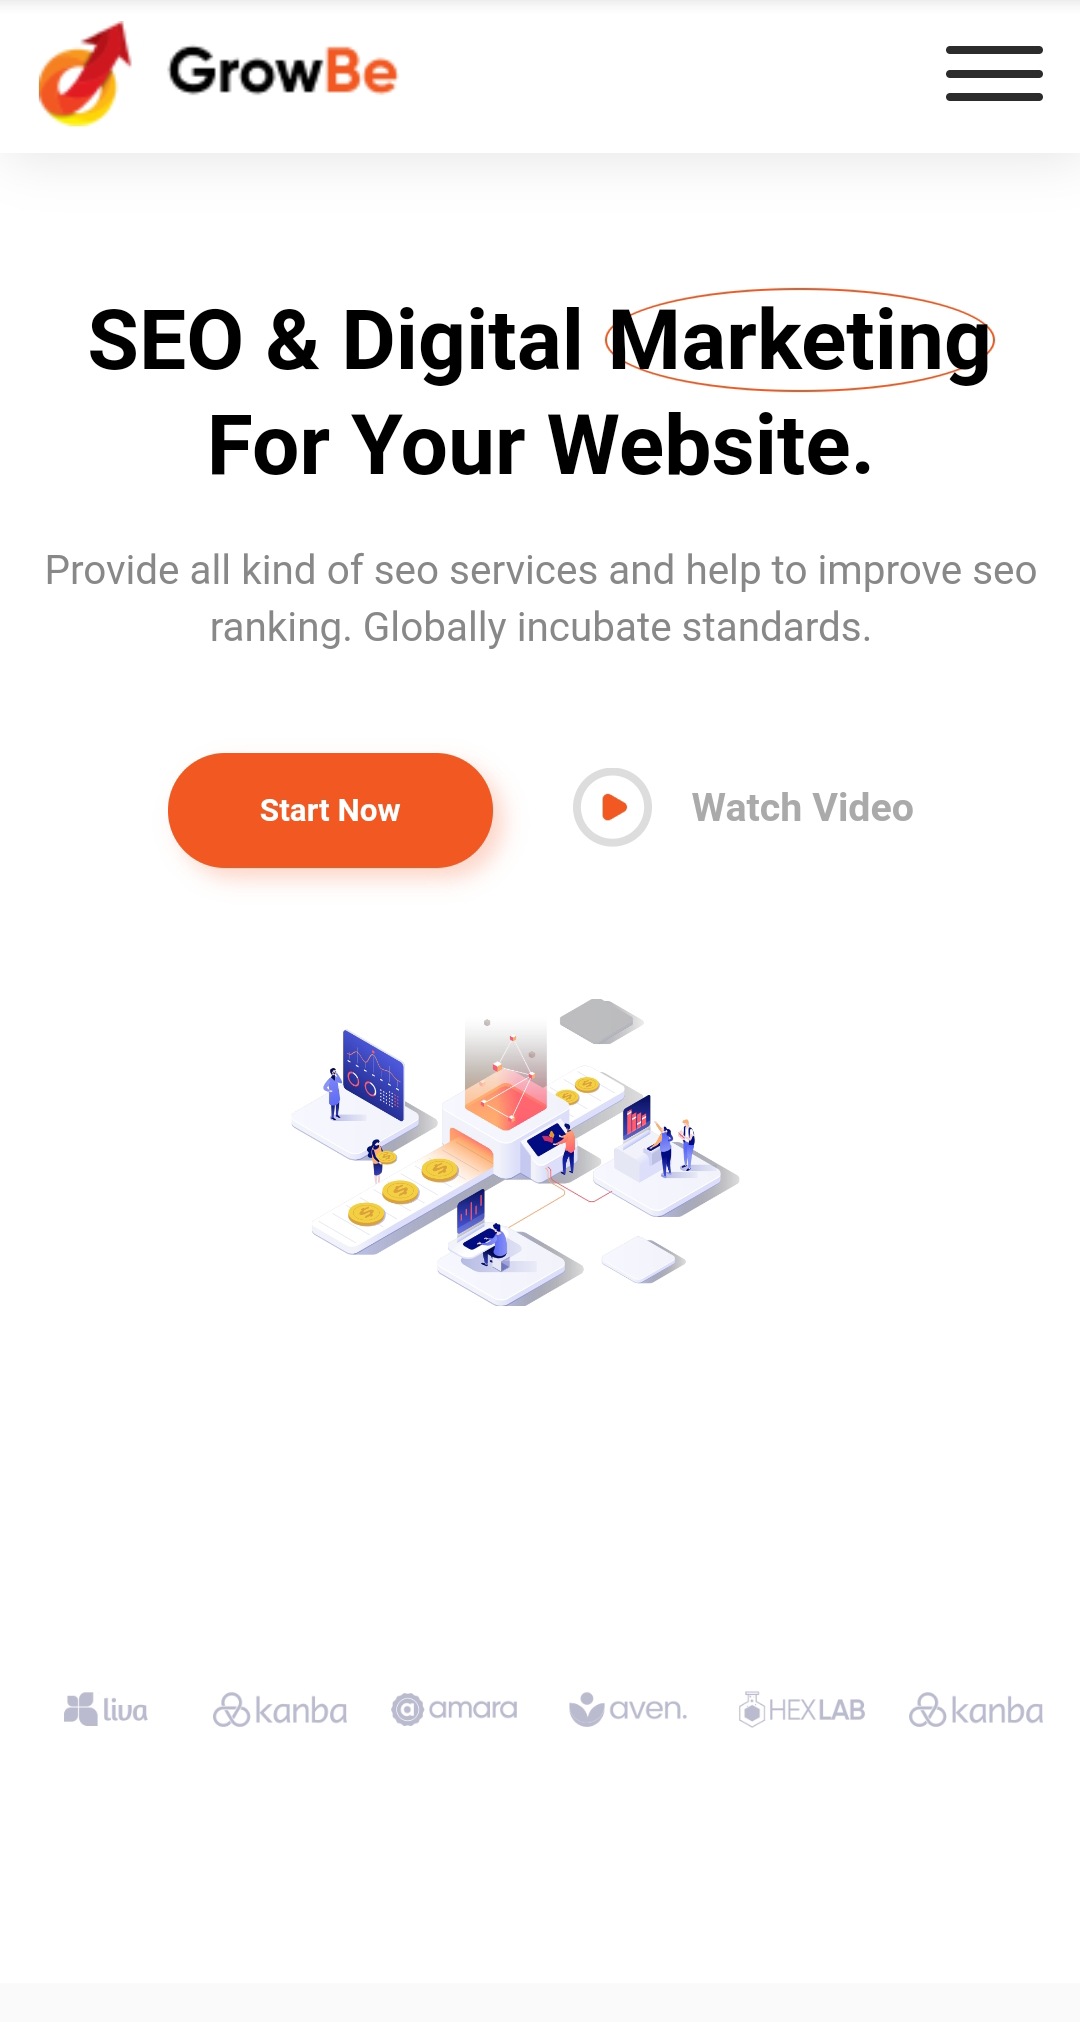 GrowBe
SEO & Digital Marketing
For Your Website.
Provide all kind of seo services and help to improve seo
ranking. Globally incubate standards.
Start Now
Watch Video
liva
kanba
amara
aven.
HEXLAB
kanba